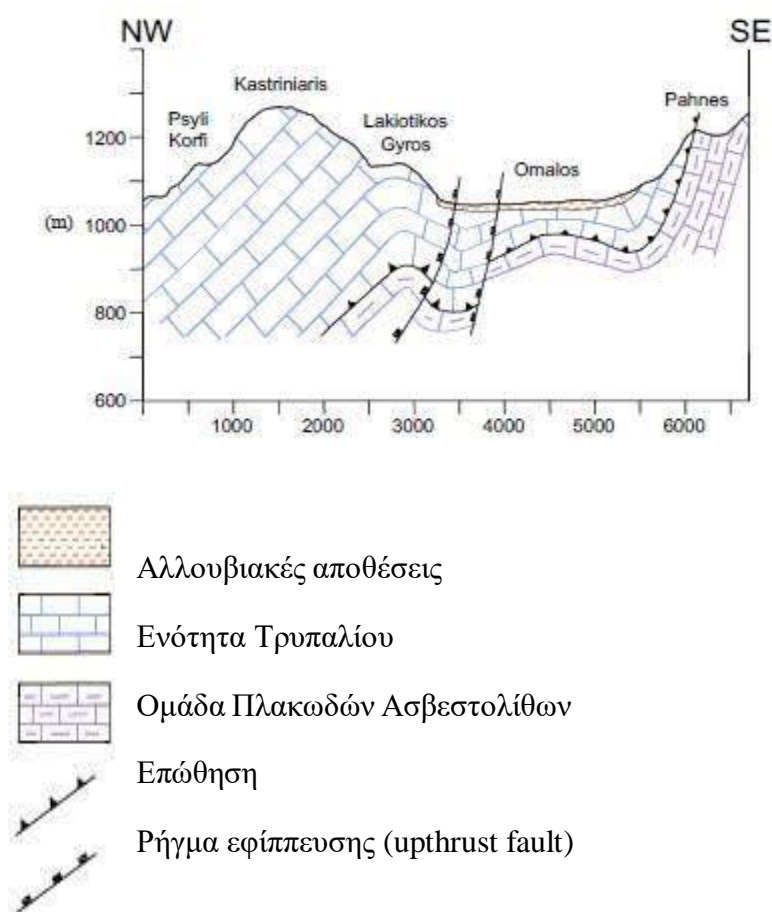 NW
SE
Kastriniaris
Pahnes
Psyli
Korfi
Lakiotikos
Gyros
Omalos
1200
(m)
1000
800
600
1000 2000 3000 4000 5000 6000
Αλλουβιακές αποθέσεις
Ενότητα Τρυπαλίου
Ομάδα Πλακωδών Ασβεστολίθων
Επώθηση
Ρήγμα εφίππευσης (upthrust fault)